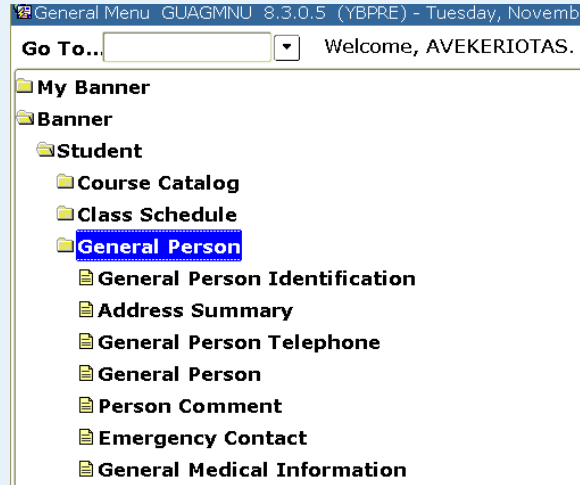 General Menu GUAGMNU 8.3.0.5 (YBPRE) - Tuesday, Novemb
Go To... Welcome, AVEKERIOTAS.
My Banner
Banner
Student
Course Catalog
Class Schedule
General Person
General Person Identification
Address Summary
General Person Telephone
General Person
Person Comment
Emergency Contact
General Medical Information